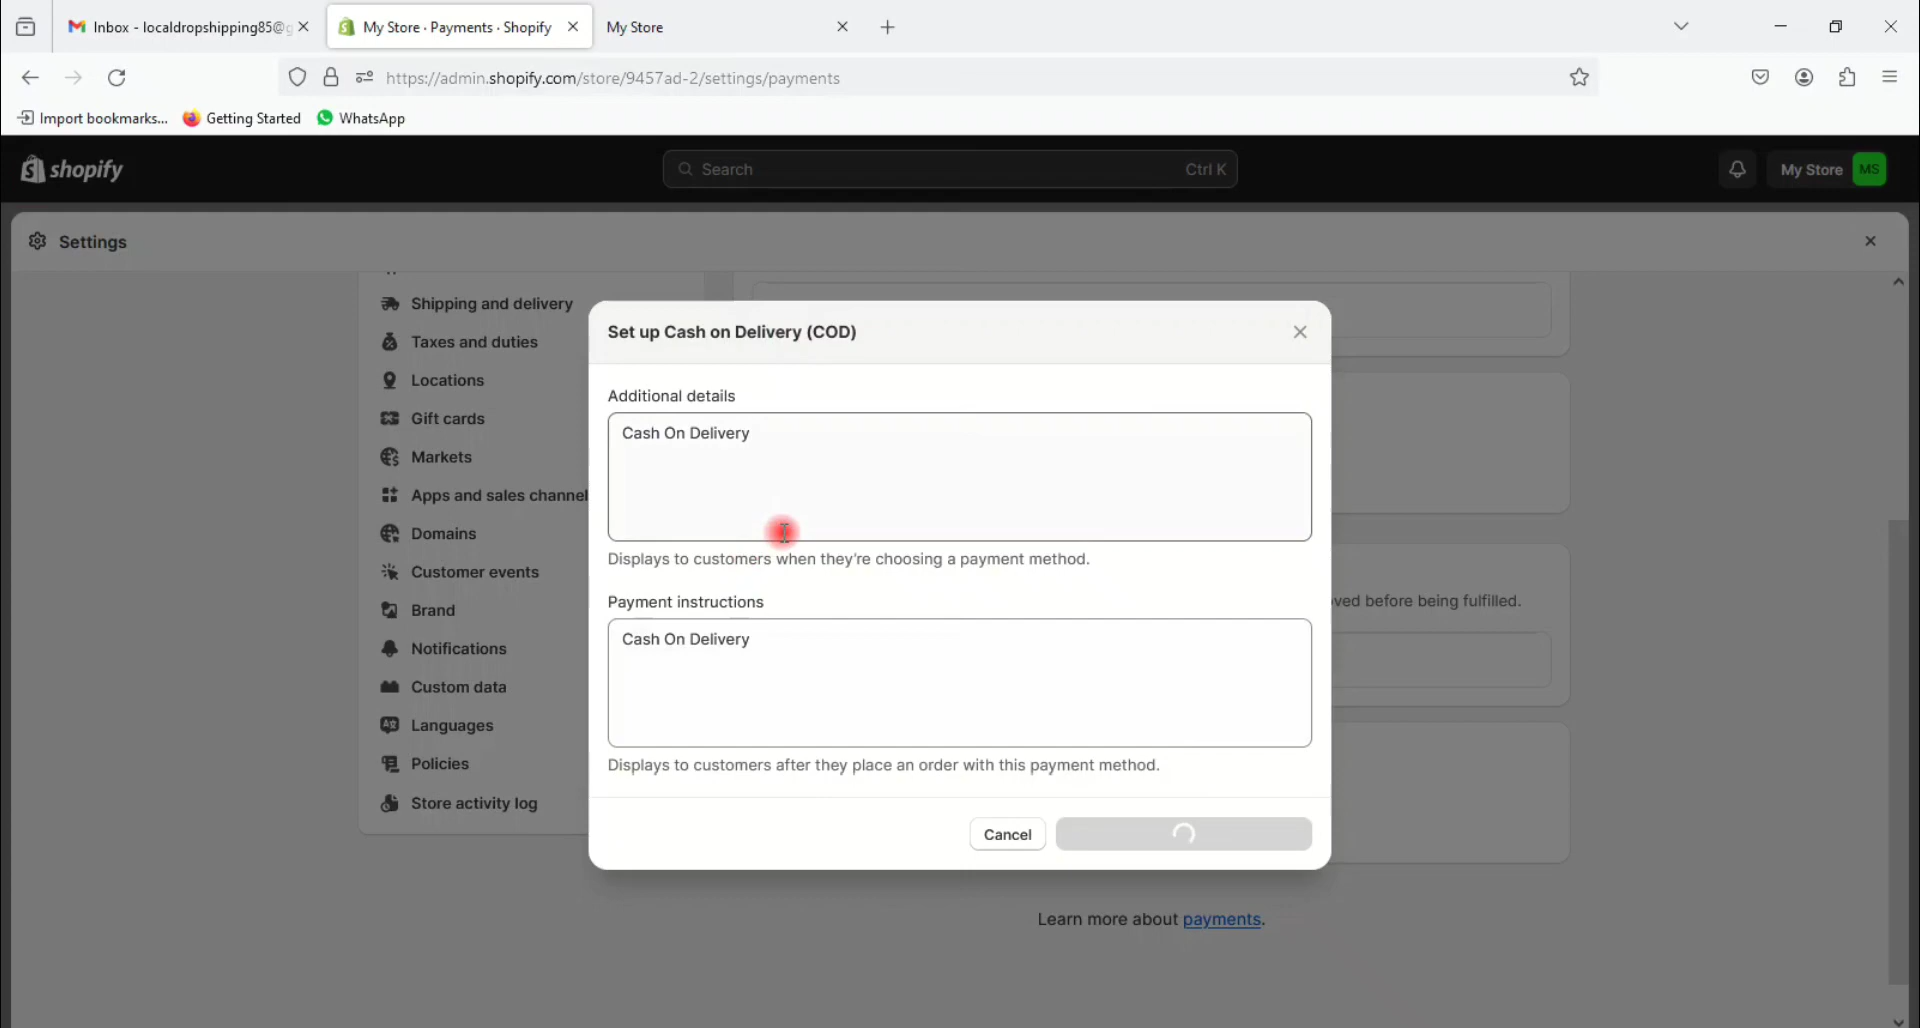 Inbox - localdropshipping85@g
My Store · Payments · Shopify
My Store
https://admin.shopify.com/store/9457ad-2/settings/payments
Import bookmarks...
Getting Started
WhatsApp
shopify
Search
Ctrl K
My Store
MS
Settings
Shipping and delivery
Taxes and duties
Locations
Gift cards
Markets
Apps and sales channel
Domains
Customer events
Brand
Notifications
Custom data
Languages
Policies
Store activity log
Set up Cash on Delivery (COD)
Additional details
Cash On Delivery
Displays to customers when they're choosing a payment method.
Payment instructions
Cash On Delivery
Displays to customers after they place an order with this payment method.
Cancel
ved before being fulfilled.
Learn more about payments.